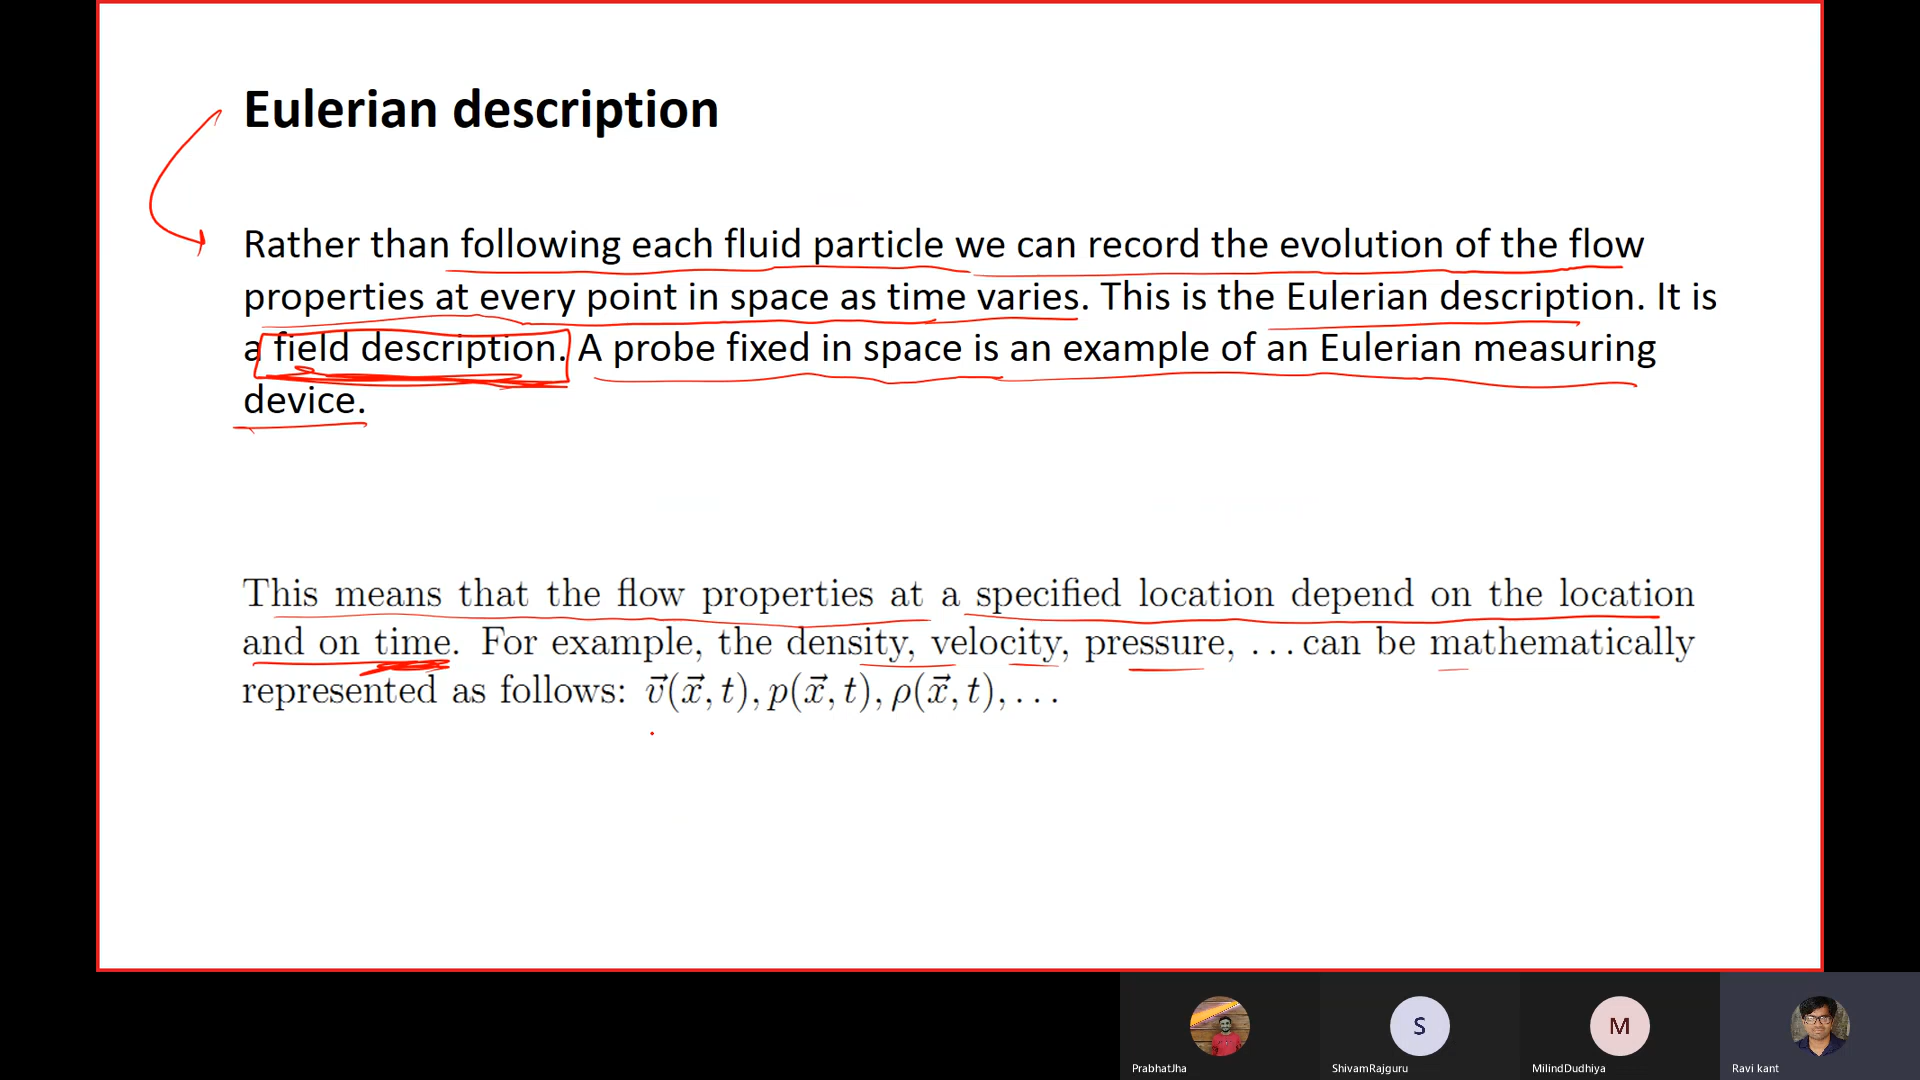 Eulerian description
Rather than following each fluid particle we can record the evolution of the flow
properties at every point in space as time varies. This is the Eulerian description. It is
a field description. A probe fixed in space is an example of an Eulerian measuring
device.
This means that the flow properties at a specified location depend on the location
and on time. For example, the density, velocity, pressure, ... can be mathematically
represented as follows: v⃗(x⃗, t), p(x⃗, t), ρ(x⃗, t), ...
S
M
PrabhatJha
ShivamRajguru
MilindDudhiya
Ravi kant